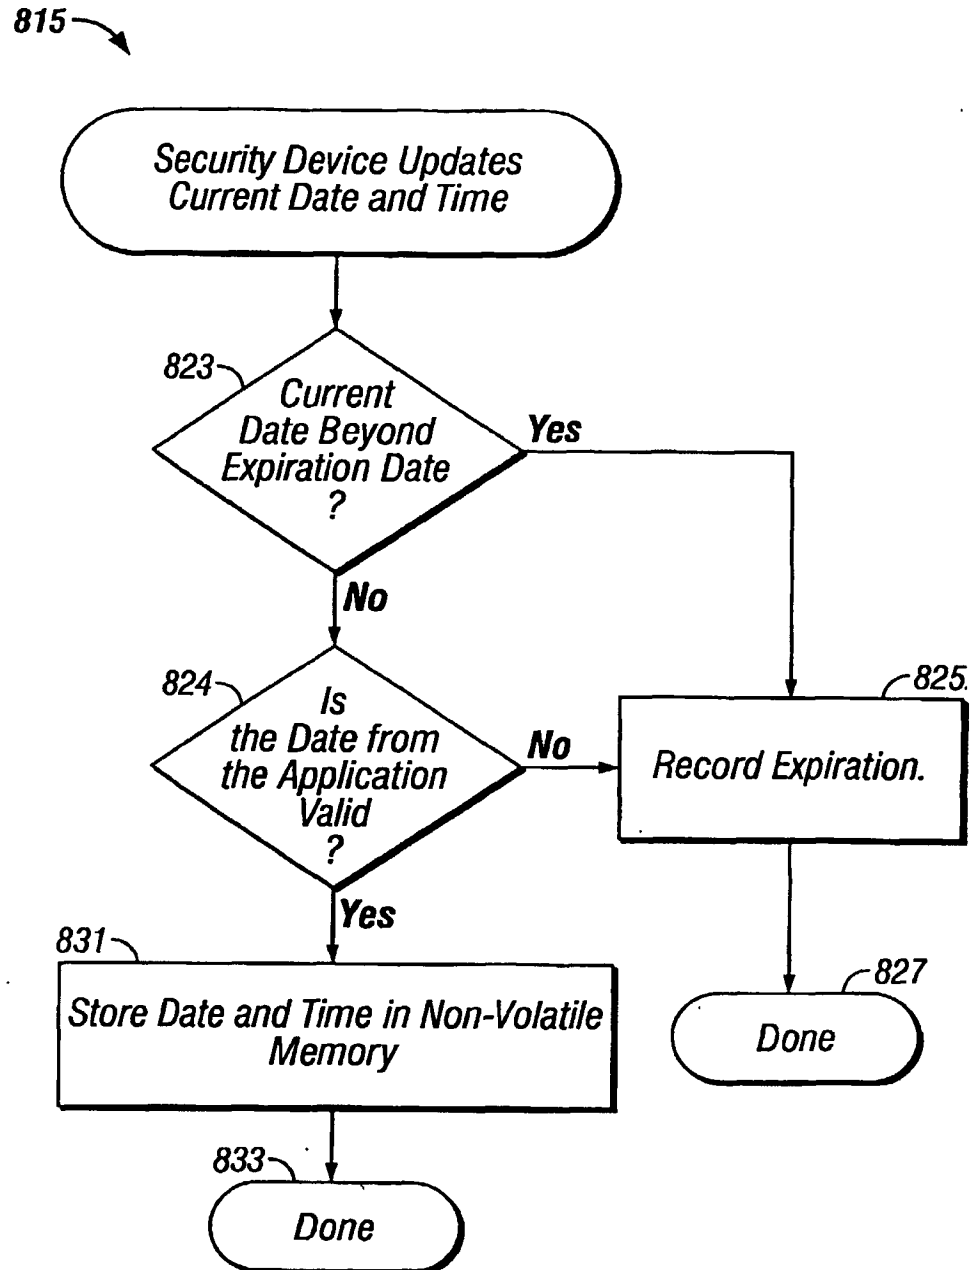 815
Security Device Updates
Current Date and Time
823
Current
Date Beyond
Expiration Date
?
Yes
No
824
Is
the Date from
the Application
Valid
?
No
825
Record Expiration.
Yes
831
Store Date and Time in Non-Volatile
Memory
827
Done
833
Done